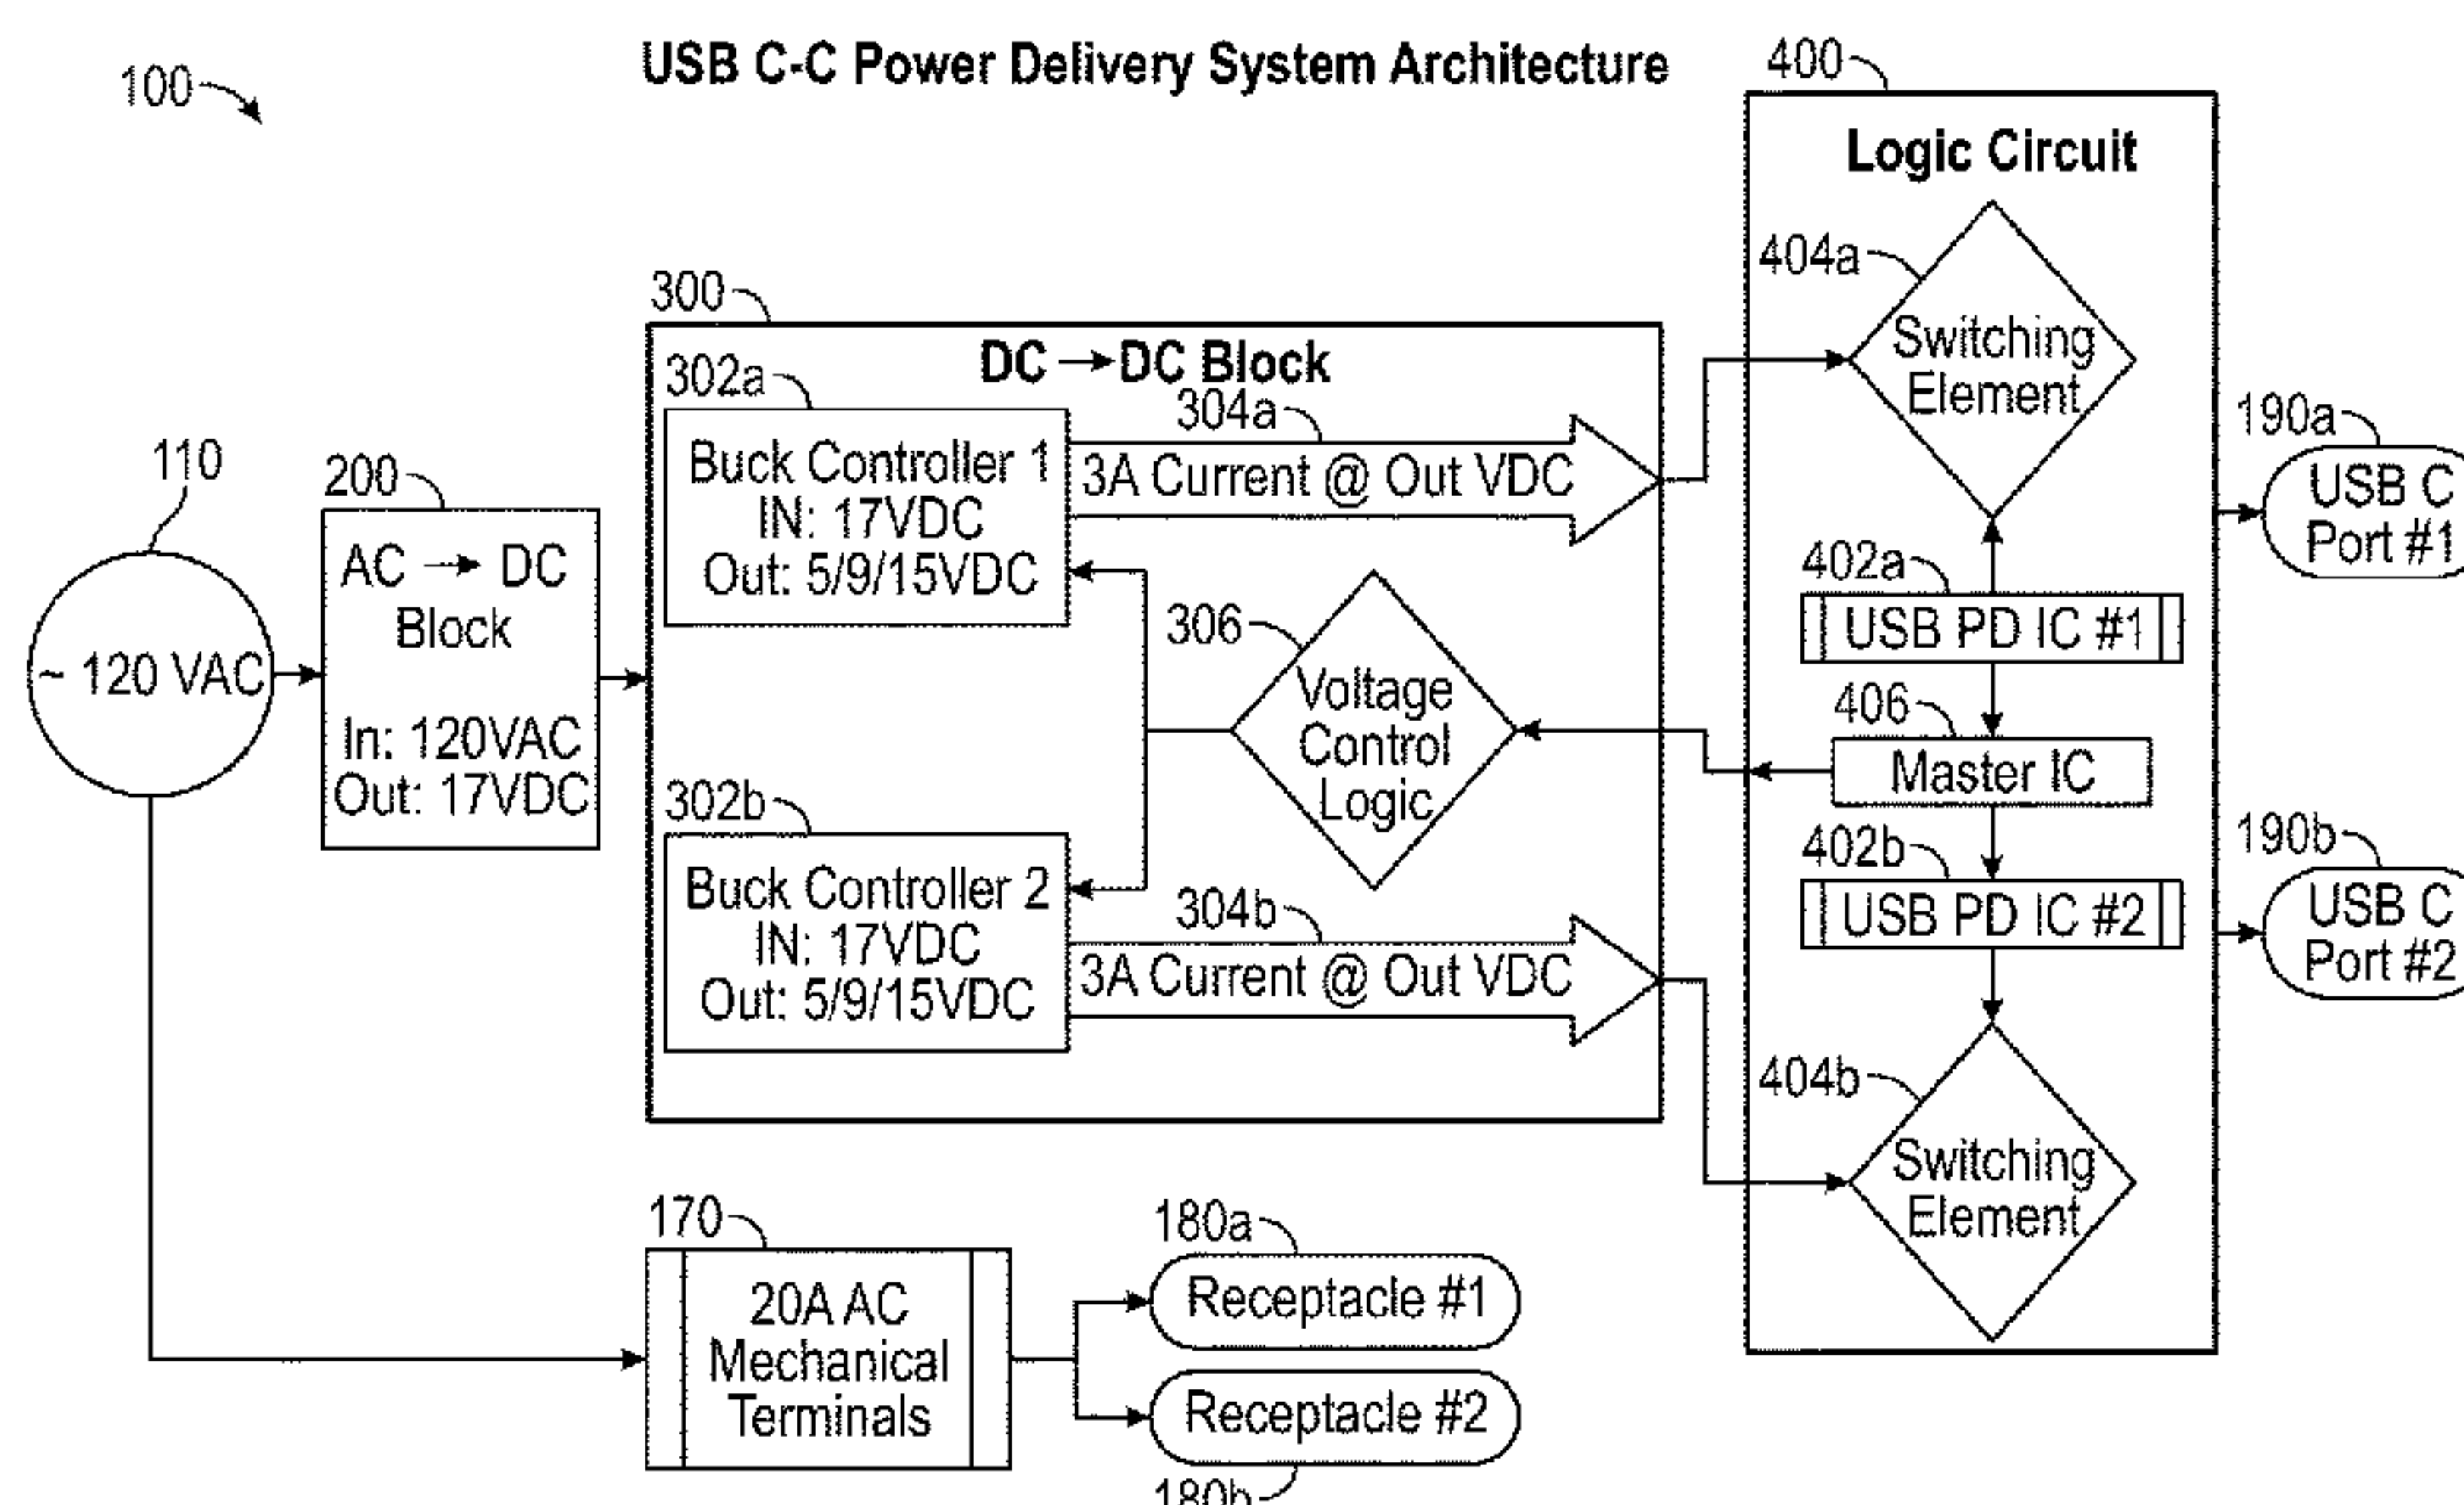 USB C-C Power Delivery System Architecture
100
400
Logic Circuit
404a
Switching
Element
300
DC → DC Block
302a
Buck Controller 1
IN: 17VDC
Out: 5/9/15VDC
304a
3A Current @ Out VDC
190a
USB C
Port #1
110
~ 120 VAC
200
AC → DC
Block
In: 120VAC
Out: 17VDC
402a
USB PD IC #1
306
Voltage
Control
Logic
406
Master IC
302b
Buck Controller 2
IN: 17VDC
Out: 5/9/15VDC
304b
3A Current @ Out VDC
402b
USB PD IC #2
190b
USB C
Port #2
404b
Switching
Element
170
20A AC
Mechanical
Terminals
180a
Receptacle #1
Receptacle #2
180b